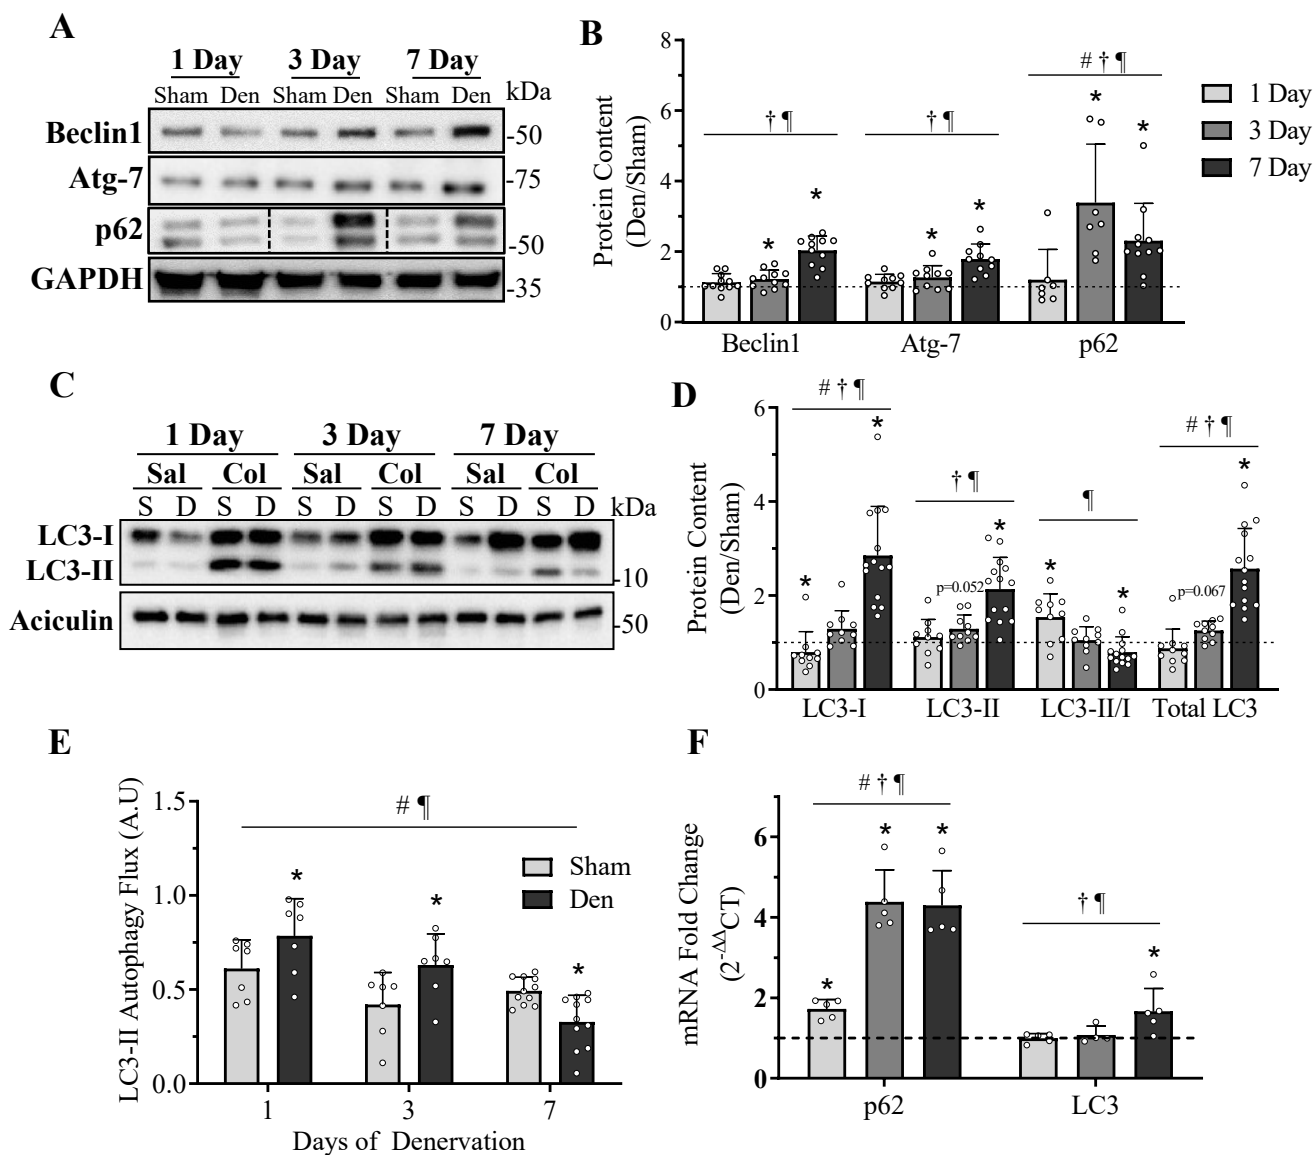 A
1 Day 3 Day 7 Day
Sham Den Sham Den Sham Den kDa
Beclin1 -50
Atg-7 -75
p62 -50
GAPDH -35
B
Protein Content
(Den/Sham)
8
6
4
2
0
† ¶
* *
† ¶
* *
# † ¶
* *
Beclin1 Atg-7 p62
1 Day
3 Day
7 Day
C
1 Day 3 Day 7 Day
Sal Col Sal Col Sal Col
S D S D S D S D S D S D kDa
LC3-I
LC3-II -10
Aciculin -50
D
Protein Content
(Den/Sham)
6
4
2
0
# † ¶
* *
† ¶
p=0.052 *
¶
* *
# † ¶
p=0.067 *
LC3-I LC3-II LC3-II/I Total LC3
E
LC3-II Autophagy Flux (A.U)
1.5
1.0
0.5
0.0
# ¶
* * *
Sham
Den
1 3 7
Days of Denervation
F
mRNA Fold Change
(2-ΔΔCT)
6
4
2
0
# † ¶
* * *
† ¶
*
p62 LC3